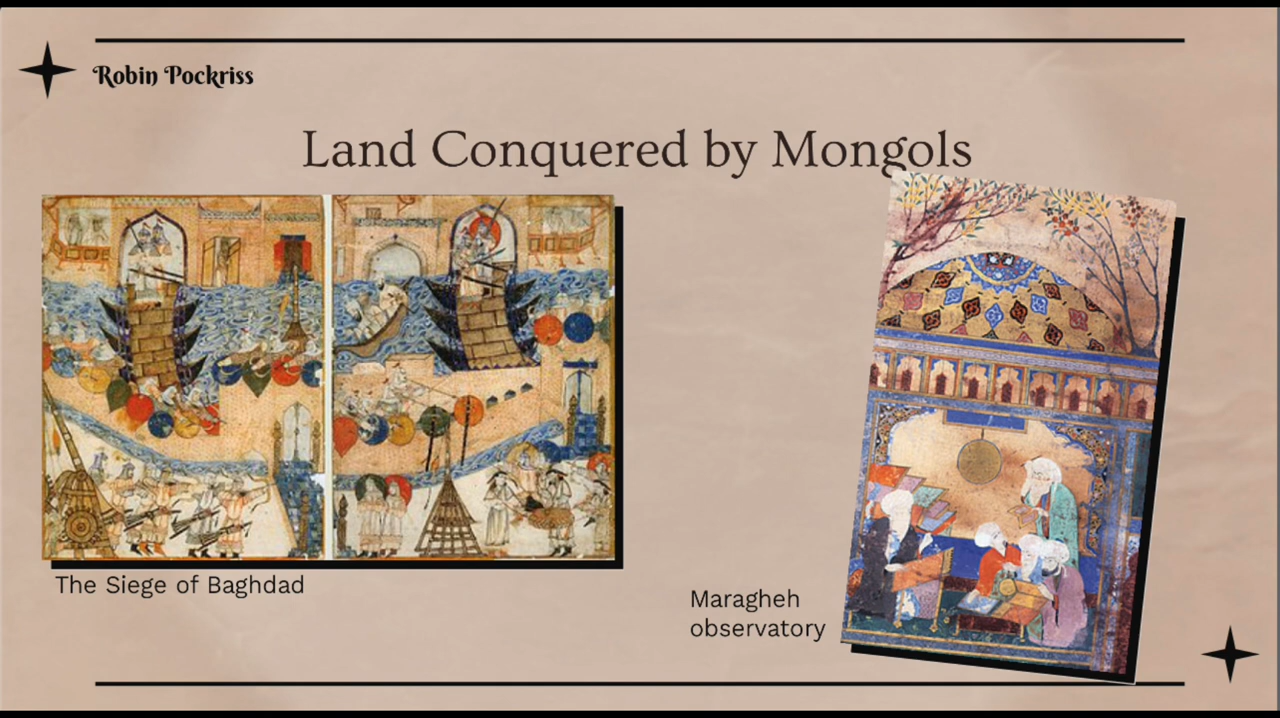 Robin Pockriss
Land Conquered by Mongols
The Siege of Baghdad
Maragheh
observatory